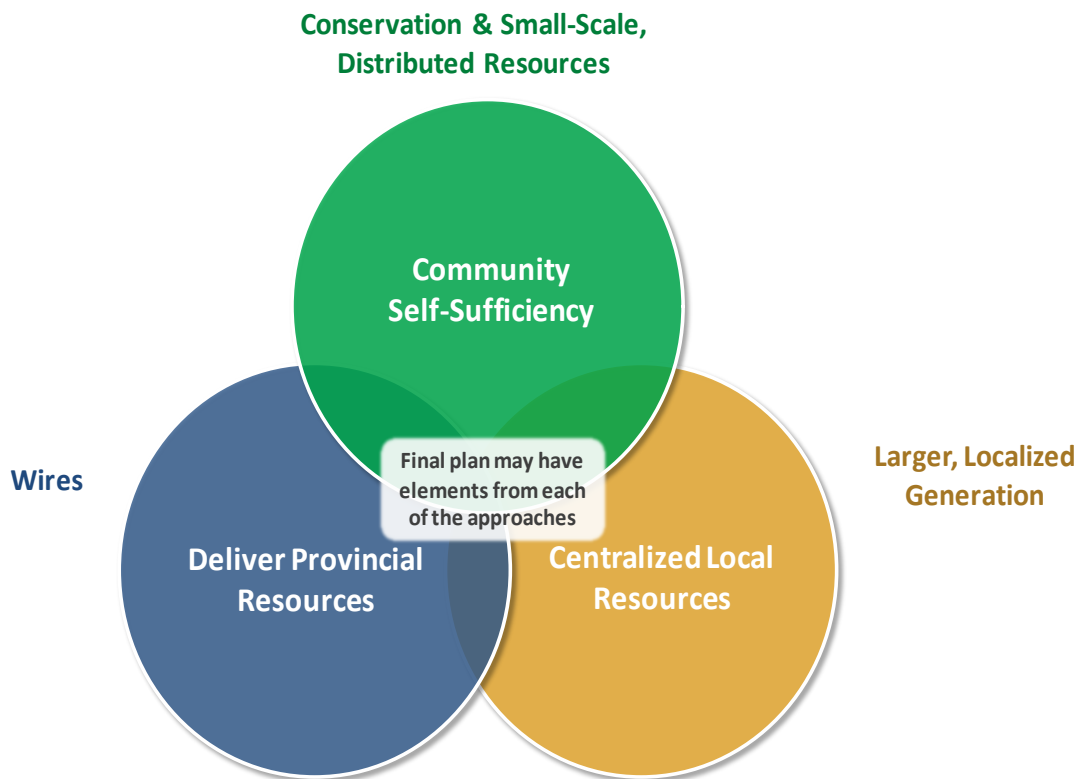 Conservation & Small-Scale,
Distributed Resources
Community
Self-Sufficiency
Wires
Final plan may have
elements from each
of the approaches
Larger, Localized
Generation
Deliver Provincial
Resources
Centralized Local
Resources